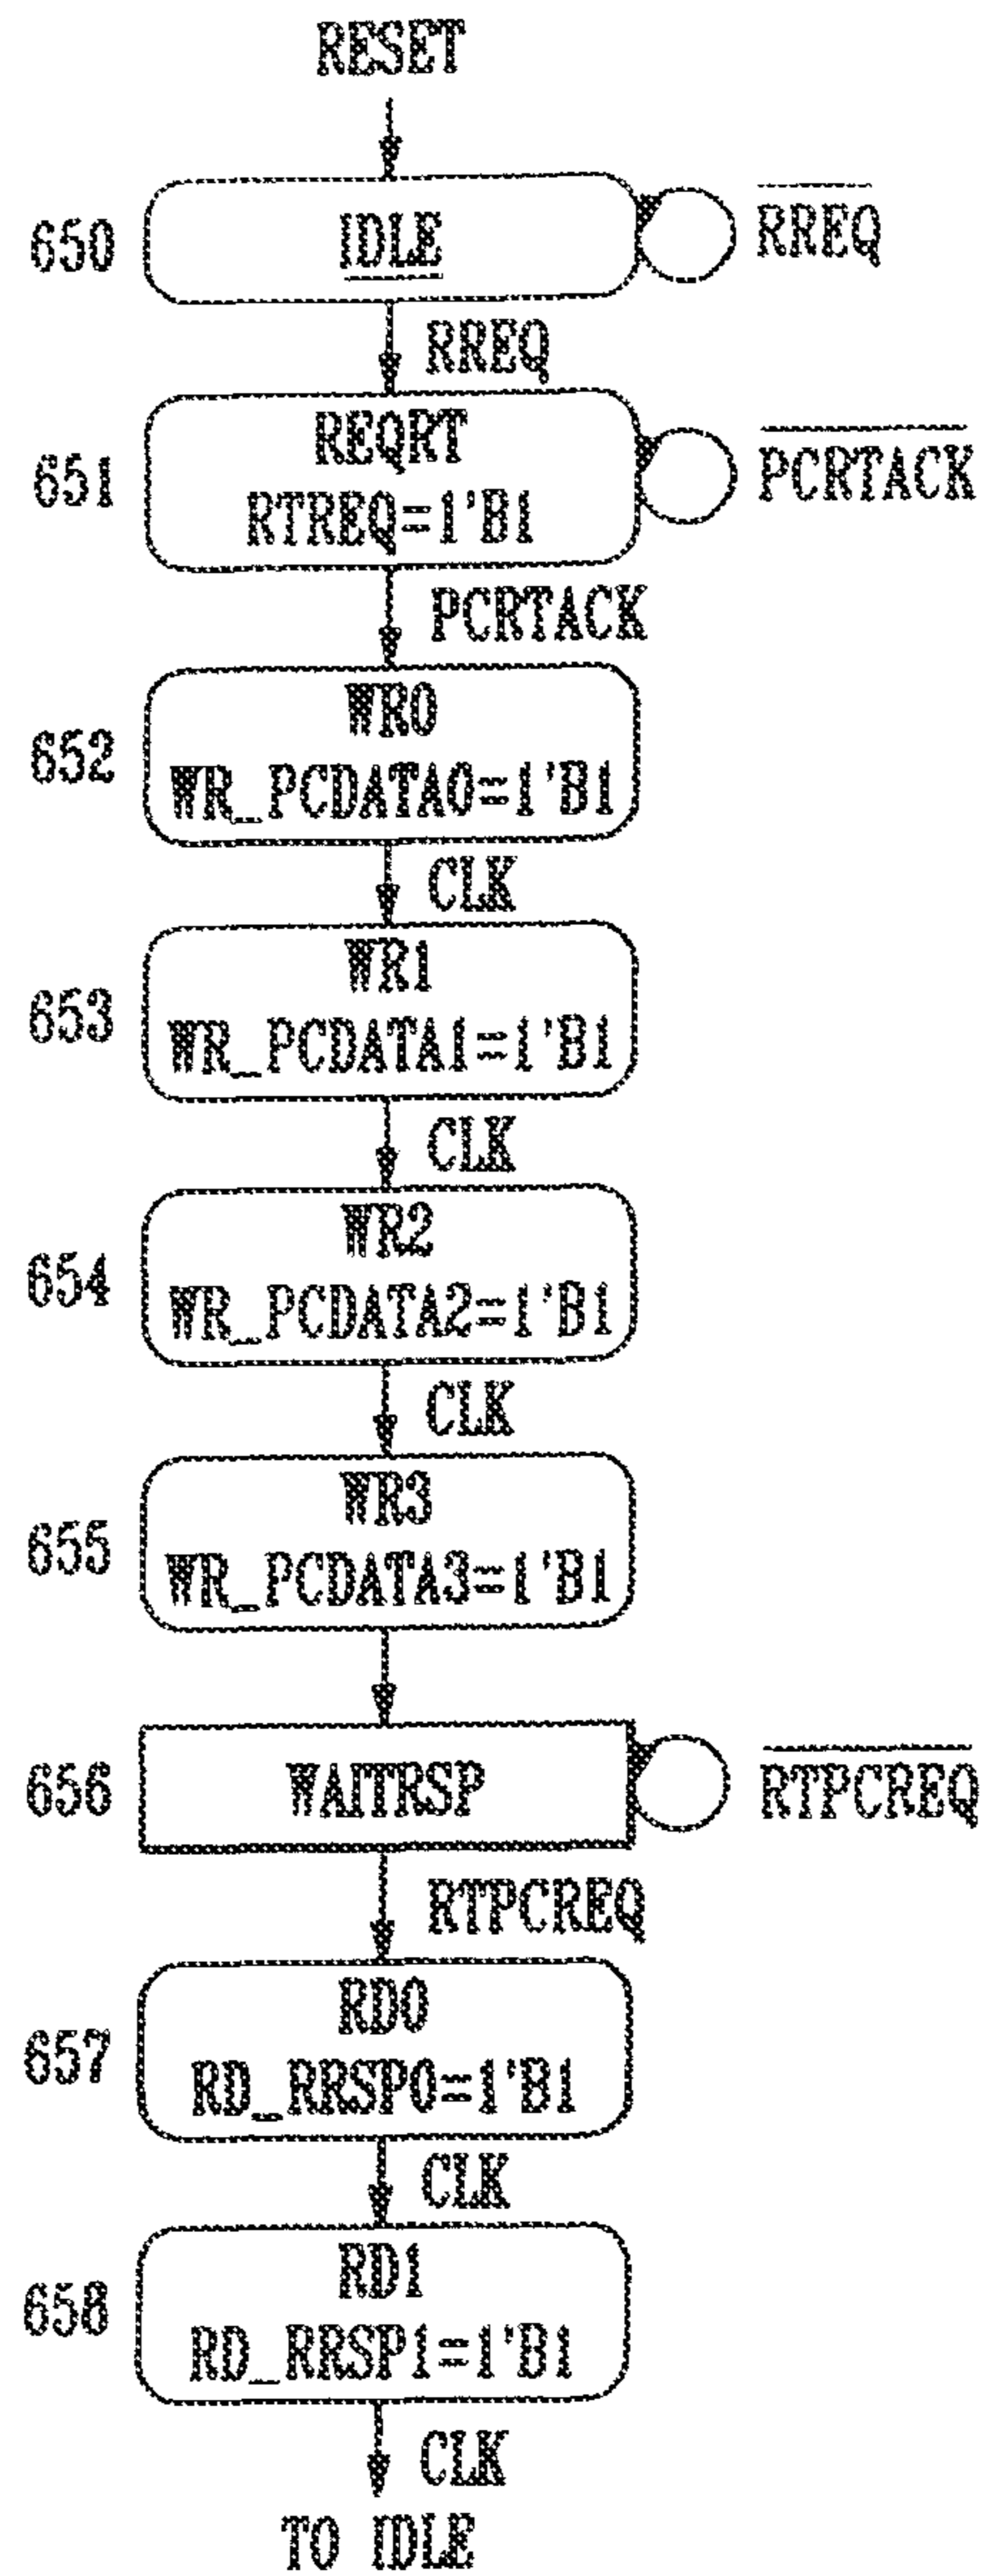 RESET
650
IDLE
RREQ
RREQ
651
REQRT
RTREQ=1'B1
PCRTACK
PCRTACK
652
WR0
WR_PCDATA0=1'B1
CLK
653
WR1
WR_PCDATA1=1'B1
CLK
654
WR2
WR_PCDATA2=1'B1
CLK
655
WR3
WR_PCDATA3=1'B1
656
WAITRSP
RTPCREQ
RTPCREQ
657
RD0
RD_RRSP0=1'B1
CLK
658
RD1
RD_RRSP1=1'B1
CLK
TO IDLE